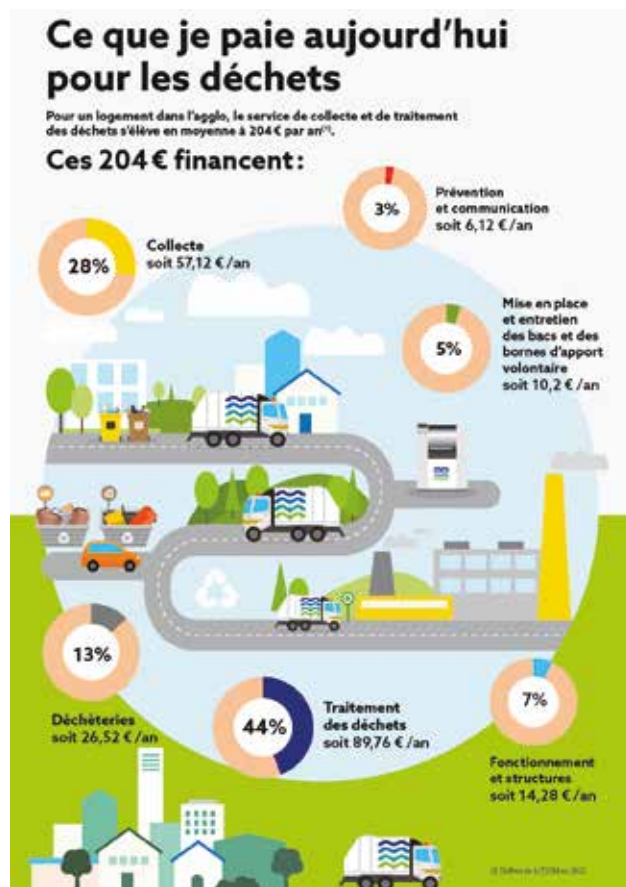 Ce que je paie aujourd'hui
pour les déchets
Pour un logement dans l'agglo, le service de collecte et de traitement
des déchets s'élève en moyenne à 204 € par an(1).
Ces 204 € financent :
3%
Prévention
et communication
soit 6,12 € /an
28%
Collecte
soit 57,12 € /an
5%
Mise en place
et entretien
des bacs et des
bornes d'apport
volontaire
soit 10,2 € /an
13%
Déchèteries
soit 26,52 € /an
44%
Traitement
des déchets
soit 89,76 € /an
7%
Fonctionnement
et structures
soit 14,28 € /an